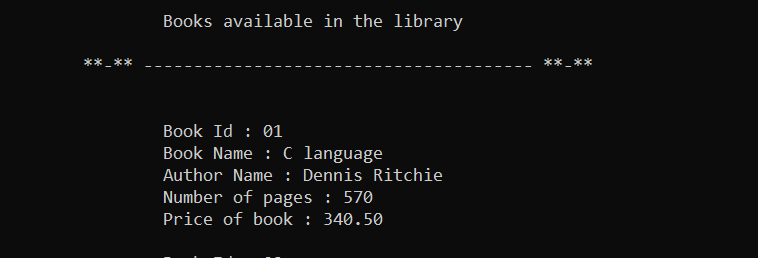 Books available in the library
**-** --------------------------------------- **-**
Book Id : 01
Book Name : C language
Author Name : Dennis Ritchie
Number of pages : 570
Price of book : 340.50